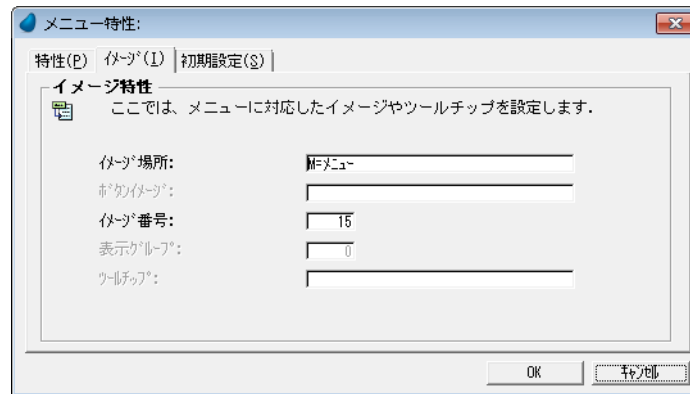 メニュー特性:
特性(P) イメージ(I) 初期設定(S)
イメージ特性
ここでは、メニューに対応したイメージやツールチップを設定します.
イメージ場所: M=メニュー
ボタンイメージ:
イメージ番号: 15
表示グループ: 0
ツールチップ:
OK キャンセル